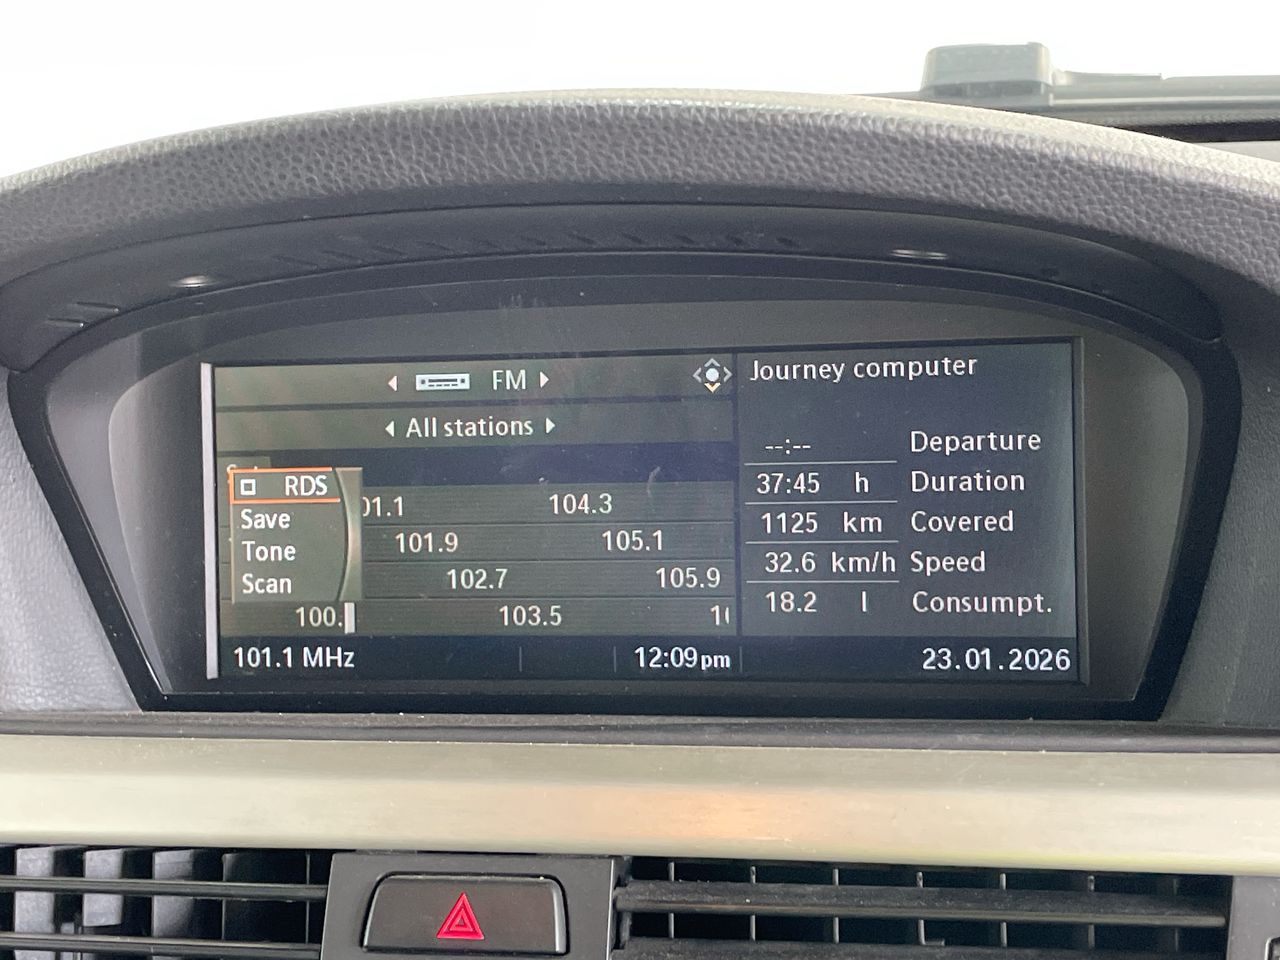 FM
All stations
RDS
Save
Tone
Scan
104.3
101.9 105.1
102.7 105.9
100. 103.5
101.1 MHz 12:09pm
Journey computer
--:-- Departure
37:45 h Duration
1125 km Covered
32.6 km/h Speed
18.2 l Consumpt.
23.01.2026